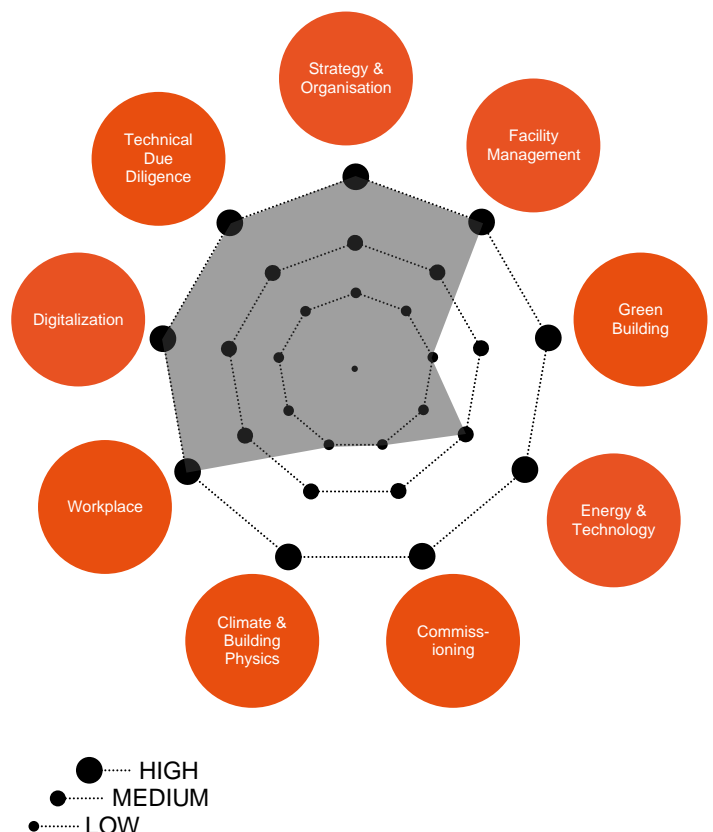 Strategy &
Organisation
Facility
Management
Technical
Due
Diligence
Digitalization
Green
Building
Workplace
Energy &
Technology
Climate &
Building
Physics
Commiss-
ioning
HIGH
MEDIUM
LOW